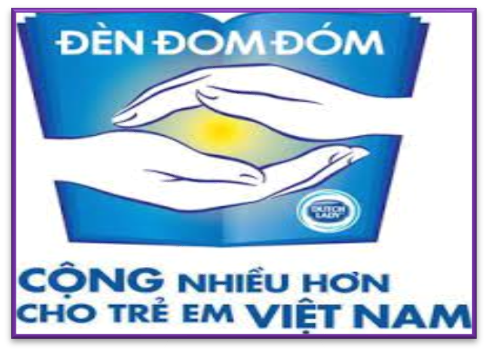 ĐÈN ĐOM ĐÓM
DUTCH
LADY
CỘNG NHIỀU HƠN
CHO TRẺ EM VIỆT NAM